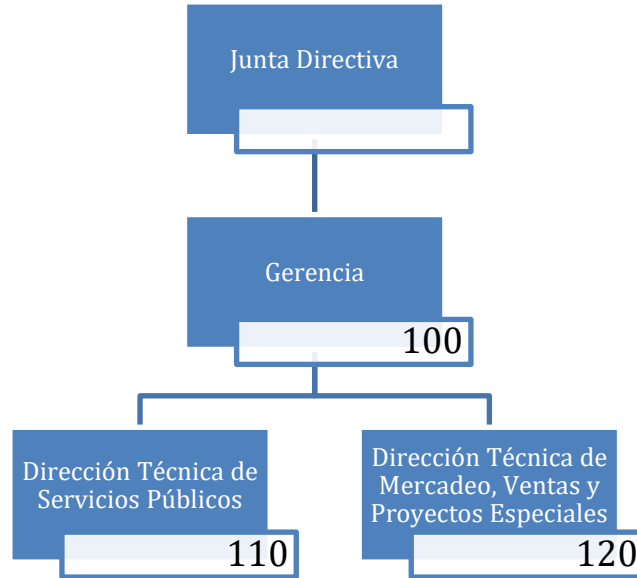 Junta Directiva
Gerencia
100
Dirección Técnica de
Servicios Públicos
110
Dirección Técnica de
Mercadeo, Ventas y
Proyectos Especiales
120